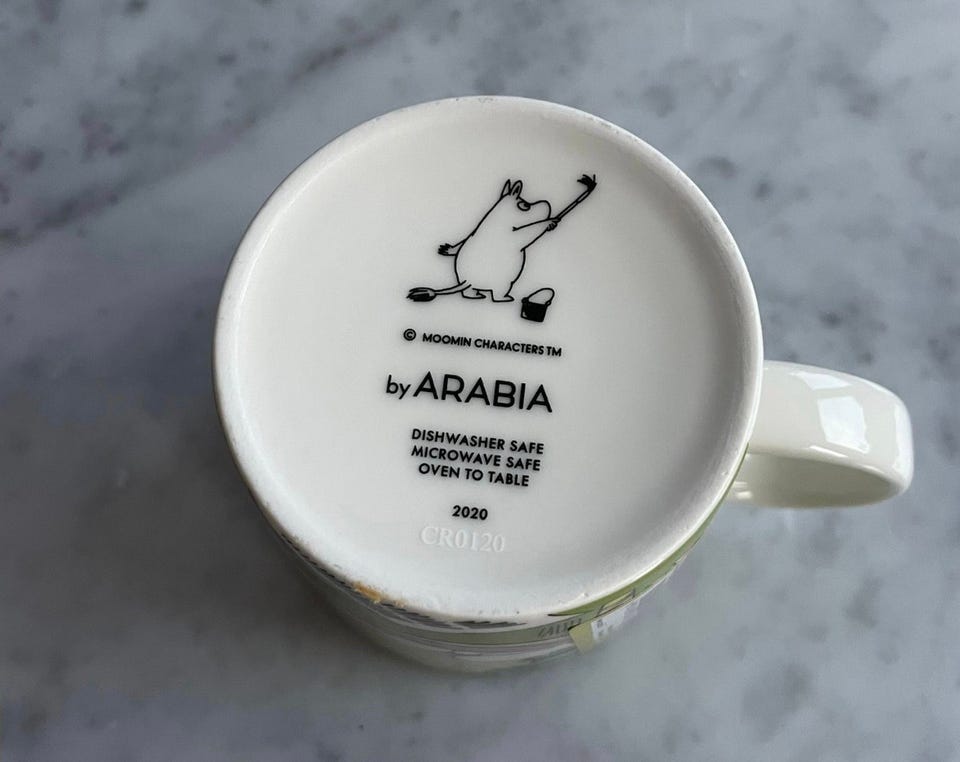 © MOOMIN CHARACTERS TM
by ARABIA
DISHWASHER SAFE
MICROWAVE SAFE
OVEN TO TABLE
2020
CR0120